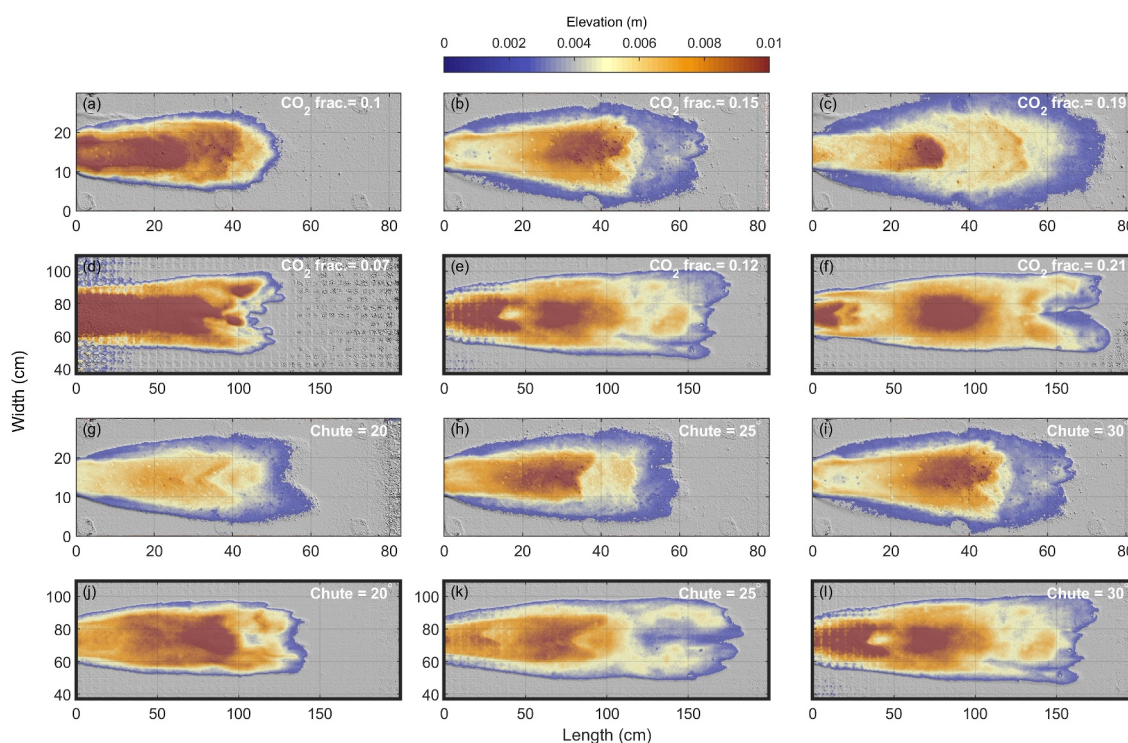 Elevation (m)
0 0.002 0.004 0.006 0.008 0.01
(a) CO2 frac.= 0.1
(b) CO2 frac.= 0.15
(c) CO2 frac.= 0.19
20
10
0
0 20 40 60 80
0 20 40 60 80
0 20 40 60 80
(d) CO2 frac.= 0.07
(e) CO2 frac.= 0.12
(f) CO2 frac.= 0.21
100
80
60
40
0 50 100 150
0 50 100 150
0 50 100 150
Width (cm)
(g) Chute = 20°
(h) Chute = 25°
(i) Chute = 30°
20
10
0
0 20 40 60 80
0 20 40 60 80
0 20 40 60 80
(j) Chute = 20°
(k) Chute = 25°
(l) Chute = 30°
100
80
60
40
0 50 100 150
0 50 100 150
0 50 100 150
Length (cm)